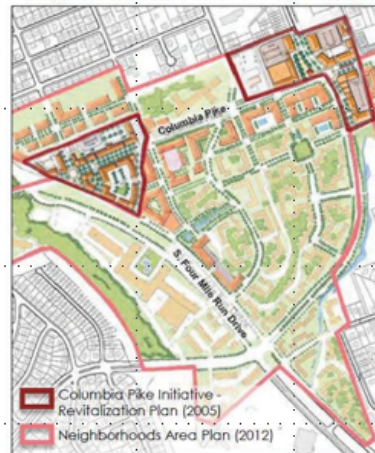 Columbia Pike
S. Four Mile Run Drive
Columbia Pike Initiative -
Revitalization Plan (2005)
Neighborhoods Area Plan (2012)